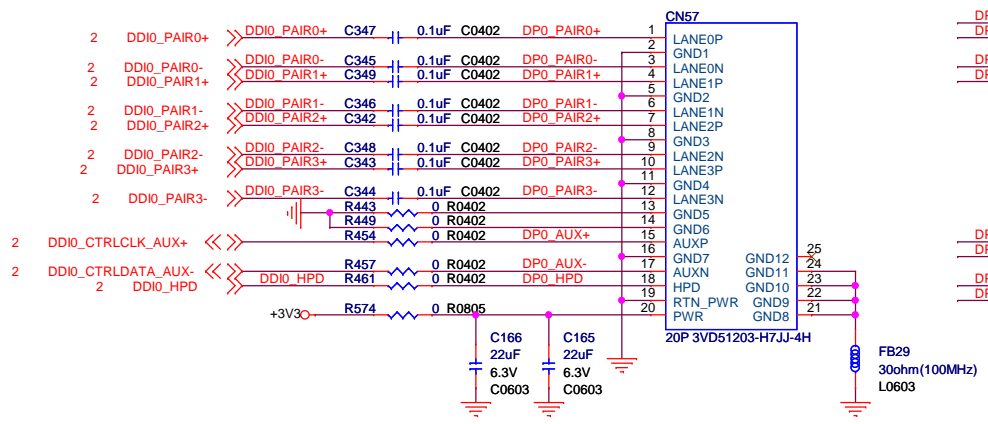 CN57
2 DDI0_PAIR0+ DDI0_PAIR0+ C347 0.1uF C0402 DP0_PAIR0+ 1 LANE0P
2 GND1
2 DDI0_PAIR0- DDI0_PAIR0- C345 0.1uF C0402 DP0_PAIR0- 3 LANE0N
2 DDI0_PAIR1+ DDI0_PAIR1+ C349 0.1uF C0402 DP0_PAIR1+ 4 LANE1P
5 GND2
2 DDI0_PAIR1- DDI0_PAIR1- C346 0.1uF C0402 DP0_PAIR1- 6 LANE1N
2 DDI0_PAIR2+ DDI0_PAIR2+ C342 0.1uF C0402 DP0_PAIR2+ 7 LANE2P
8 GND3
2 DDI0_PAIR2- DDI0_PAIR2- C348 0.1uF C0402 DP0_PAIR2- 9 LANE2N
2 DDI0_PAIR3+ DDI0_PAIR3+ C343 0.1uF C0402 DP0_PAIR3+ 10 LANE3P
11 GND4
2 DDI0_PAIR3- DDI0_PAIR3- C344 0.1uF C0402 DP0_PAIR3- 12 LANE3N
R443 0 R0402 13 GND5
R449 0 R0402 14 GND6
2 DDI0_CTRLCLK_AUX+ R454 0 R0402 DP0_AUX+ 15 AUXP
16 GND7 GND12 25
2 DDI0_CTRLDATA_AUX- R457 0 R0402 DP0_AUX- 17 AUXN GND11 24
2 DDI0_HPD DDI0_HPD R461 0 R0402 DP0_HPD 18 HPD GND10 23
19 RTN_PWR GND9 22
+3V3 R574 0 R0805 20 PWR GND8 21
20P 3VD51203-H7JJ-4H
C166
22uF
6.3V
C0603
C165
22uF
6.3V
C0603
FB29
30ohm(100MHz)
L0603